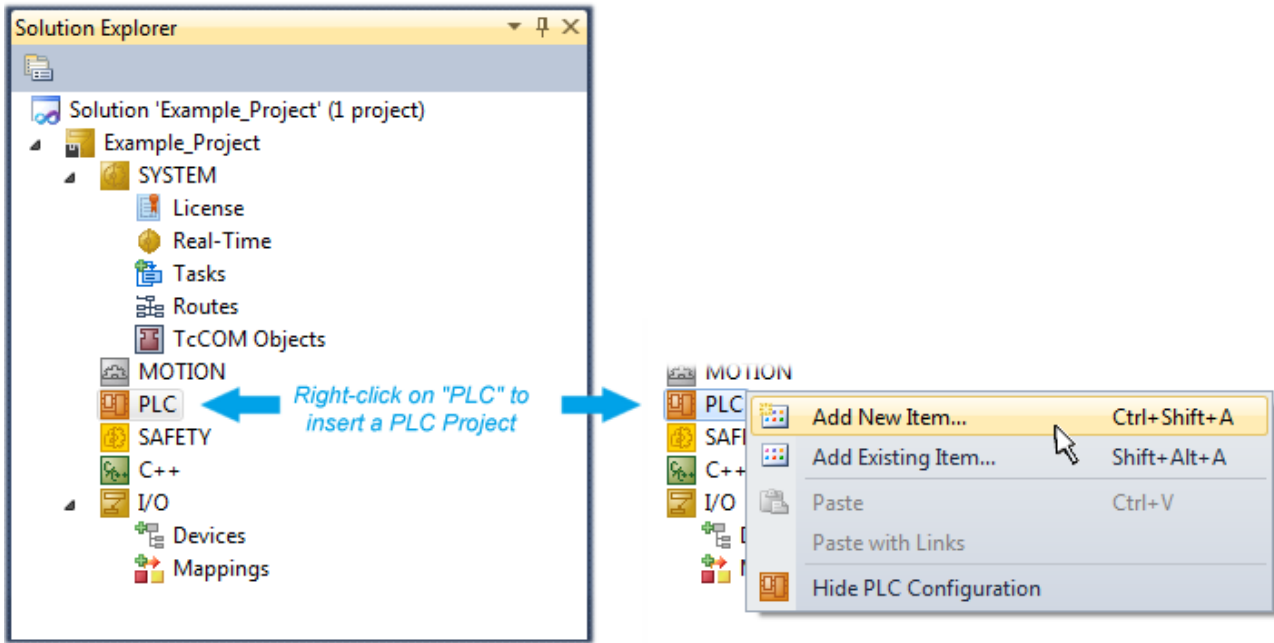 Solution Explorer
Solution 'Example_Project' (1 project)
Example_Project
SYSTEM
License
Real-Time
Tasks
Routes
TcCOM Objects
MOTION
PLC
SAFETY
C++
I/O
Devices
Mappings
Right-click on "PLC" to
insert a PLC Project
MOTION
PLC
SAF
C++
I/O
Add New Item... Ctrl+Shift+A
Add Existing Item... Shift+Alt+A
Paste Ctrl+V
Paste with Links
Hide PLC Configuration